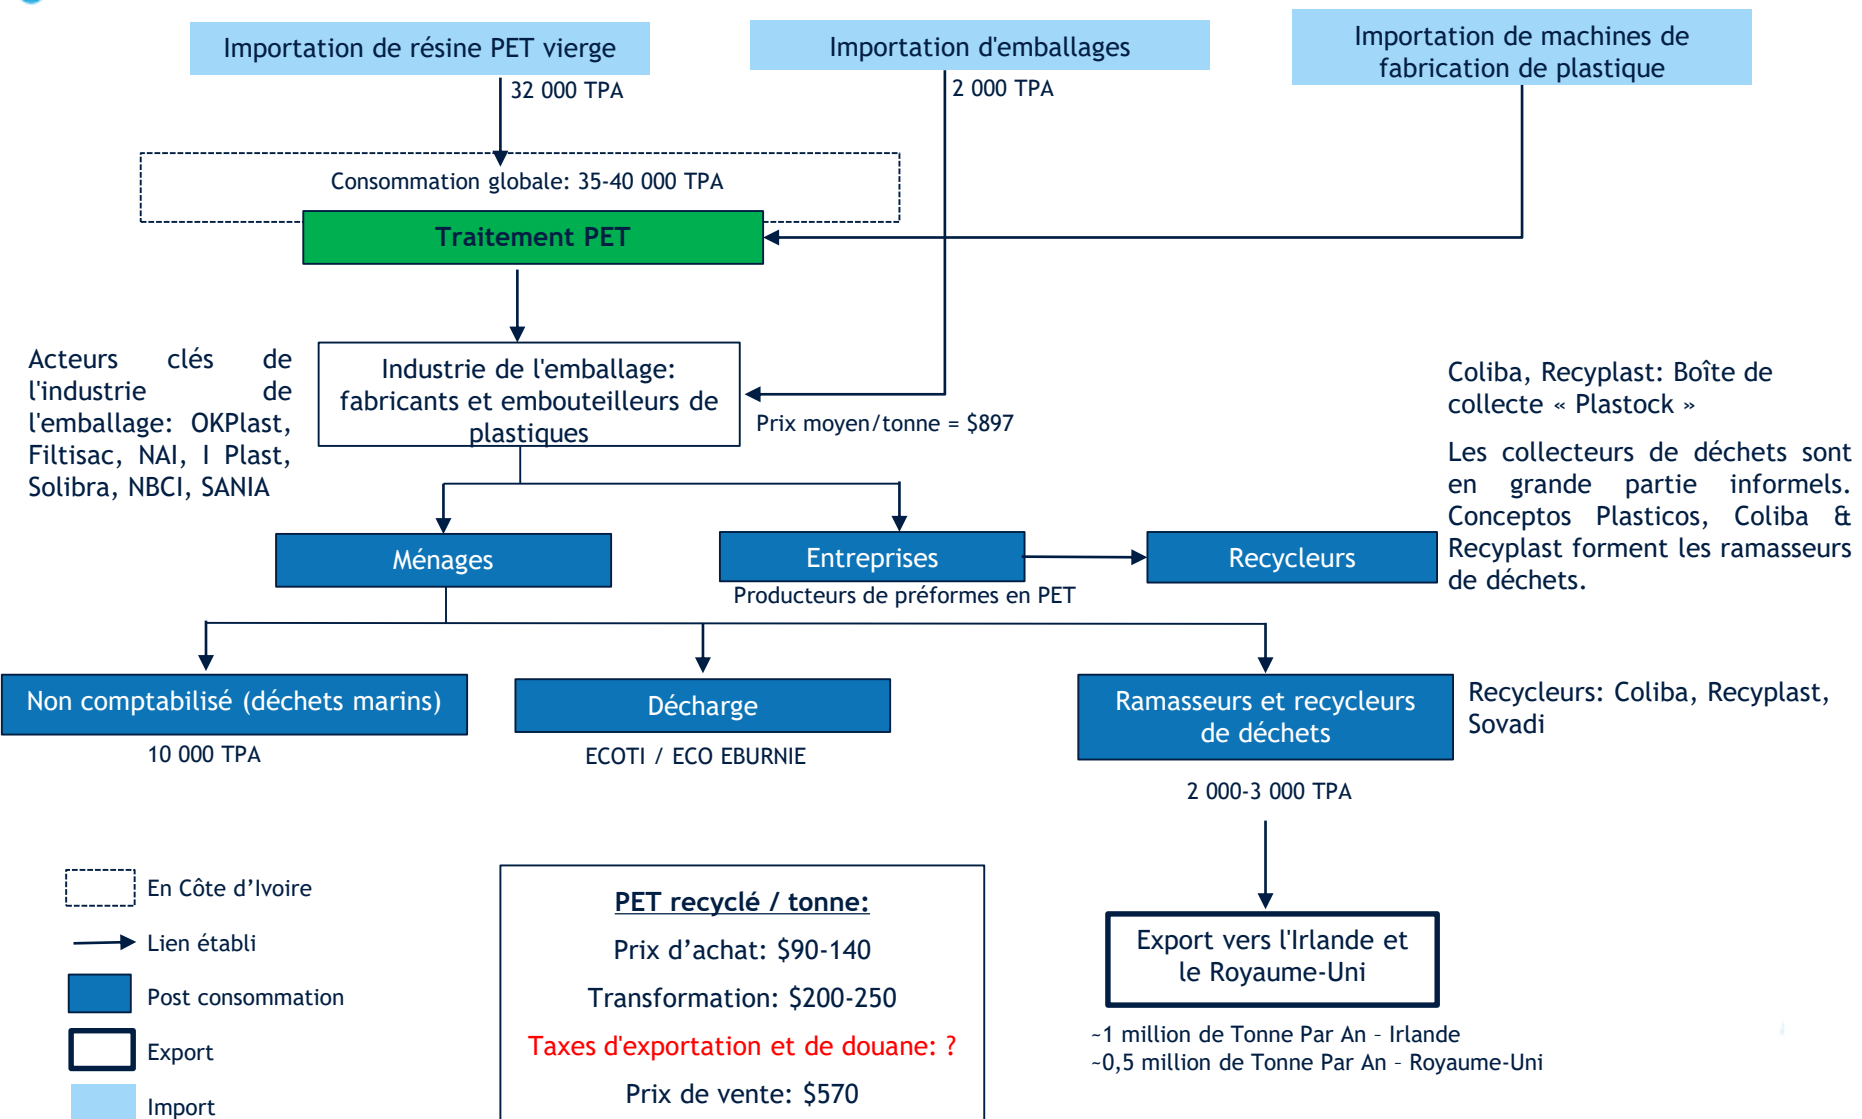 Importation de résine PET vierge
32 000 TPA
Importation d'emballages
2 000 TPA
Importation de machines de
fabrication de plastique
Consommation globale: 35-40 000 TPA
Traitement PET
Acteurs clés de
l'industrie de
l'emballage: OKPlast,
Filtisac, NAI, I Plast,
Solibra, NBCI, SANIA
Industrie de l'emballage:
fabricants et embouteilleurs de
plastiques
Prix moyen/tonne = $897
Coliba, Recyplast: Boîte de
collecte « Plastock »
Les collecteurs de déchets sont
en grande partie informels.
Conceptos Plasticos, Coliba &
Recyplast forment les ramasseurs
de déchets.
Ménages
Entreprises
Producteurs de préformes en PET
Recycleurs
Non comptabilisé (déchets marins)
10 000 TPA
Décharge
ECOTI / ECO EBURNIE
Ramasseurs et recycleurs
de déchets
2 000-3 000 TPA
Recycleurs: Coliba, Recyplast,
Sovadi
En Côte d’Ivoire
Lien établi
Post consommation
Export
Import
PET recyclé / tonne:
Prix d’achat: $90-140
Transformation: $200-250
Taxes d'exportation et de douane: ?
Prix de vente: $570
Export vers l'Irlande et
le Royaume-Uni
~1 million de Tonne Par An – Irlande
~0,5 million de Tonne Par An – Royaume-Uni